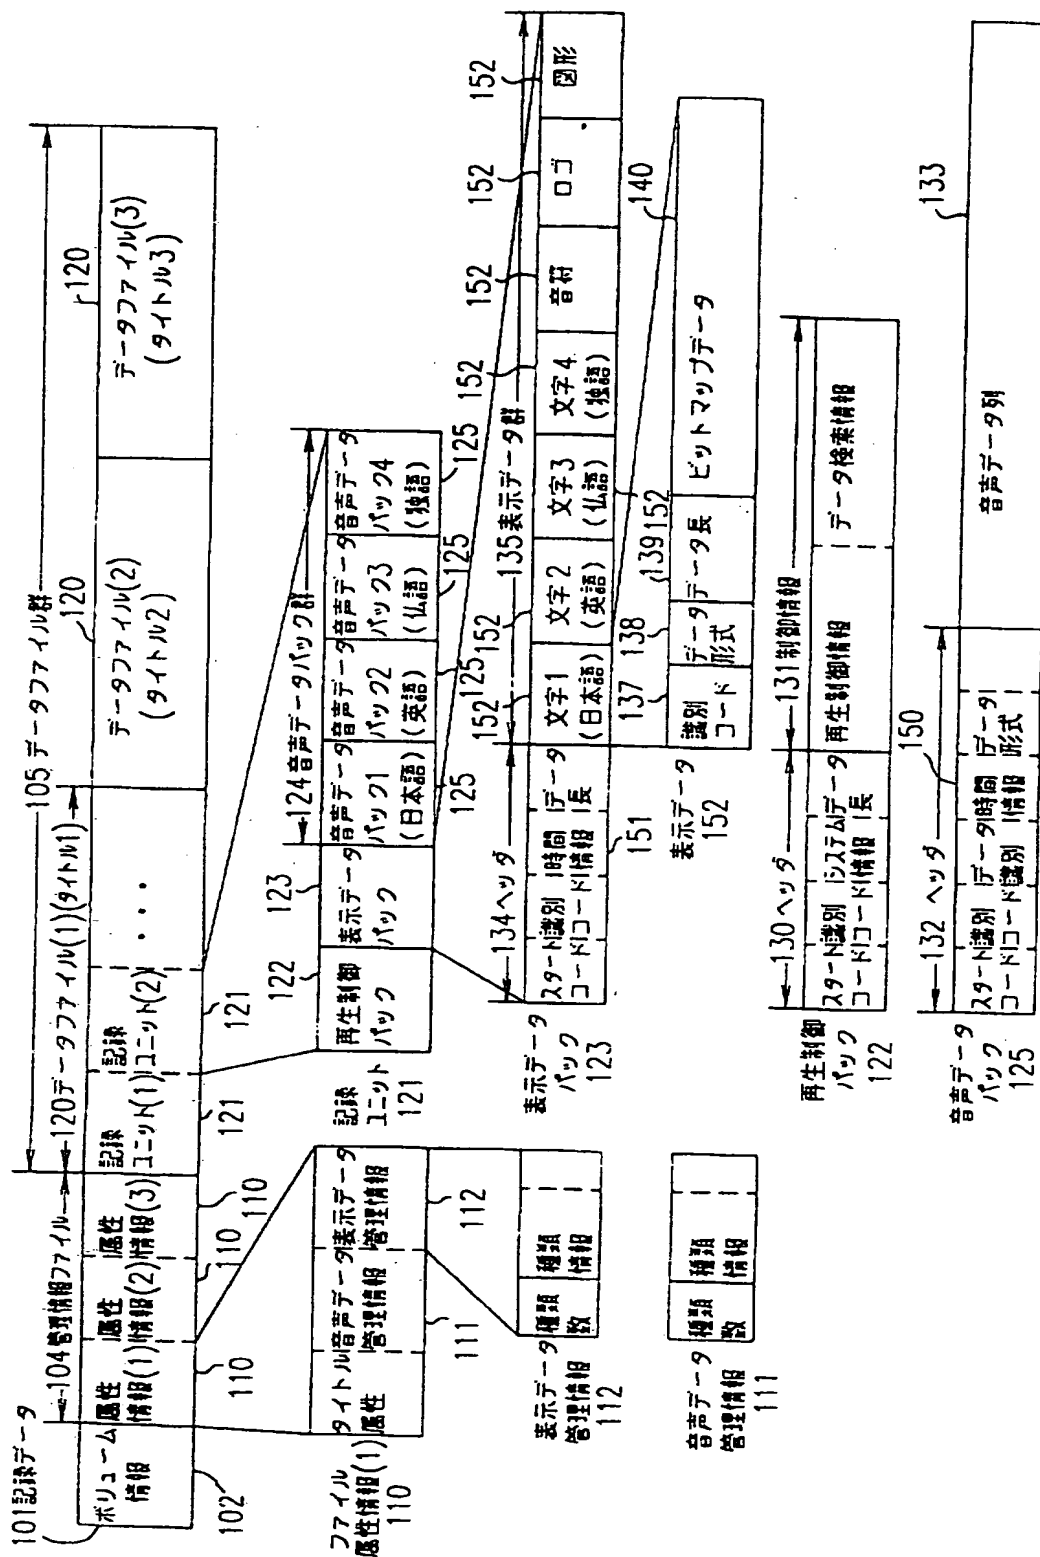 101記録データ
ボリューム
情報
102
104管理情報ファイル
属性
情報(1)
110
属性
情報(2)
110
属性
情報(3)
110
105データファイル群
120データファイル(1)(タイトル1)
記録
ユニット(1)
121
記録
ユニット(2)
121
・・・
120
データファイル(2)
(タイトル2)
120
データファイル(3)
(タイトル3)
ファイル
属性情報(1)
110
タイトル
属性
音声データ
管理情報
111
表示データ
管理情報
112
記録
ユニット
121
122
再生制御
パック
123
表示データ
パック
124音声データパック群
音声データ
パック1
(日本語)
125
音声データ
パック2
(英語)
125
音声データ
パック3
(仏語)
125
音声データ
パック4
(独語)
125
表示データ
管理情報
112
種類
数
種類
情報
表示データ
パック
123
134ヘッダ
スタート
コード
識別
コード
時間
情報
データ
長
151
135表示データ群
152
文字1
(日本語)
152
文字2
(英語)
文字3
(仏語)
152
152
文字4
(独語)
152
音符
152
ロゴ
152
図形
音声データ
管理情報
111
種類
数
種類
情報
表示データ
152
137
識別
コード
138
データ
形式
139
データ長
140
ビットマップデータ
再生制御
パック
122
130ヘッダ
スタート
コード
識別
コード
システム
情報
データ
長
131制御情報
再生制御情報
データ検索情報
音声データ
パック
125
132ヘッダ
スタート
コード
識別
コード
データ
識別
時間
情報
150
データ
形式
133
音声データ列